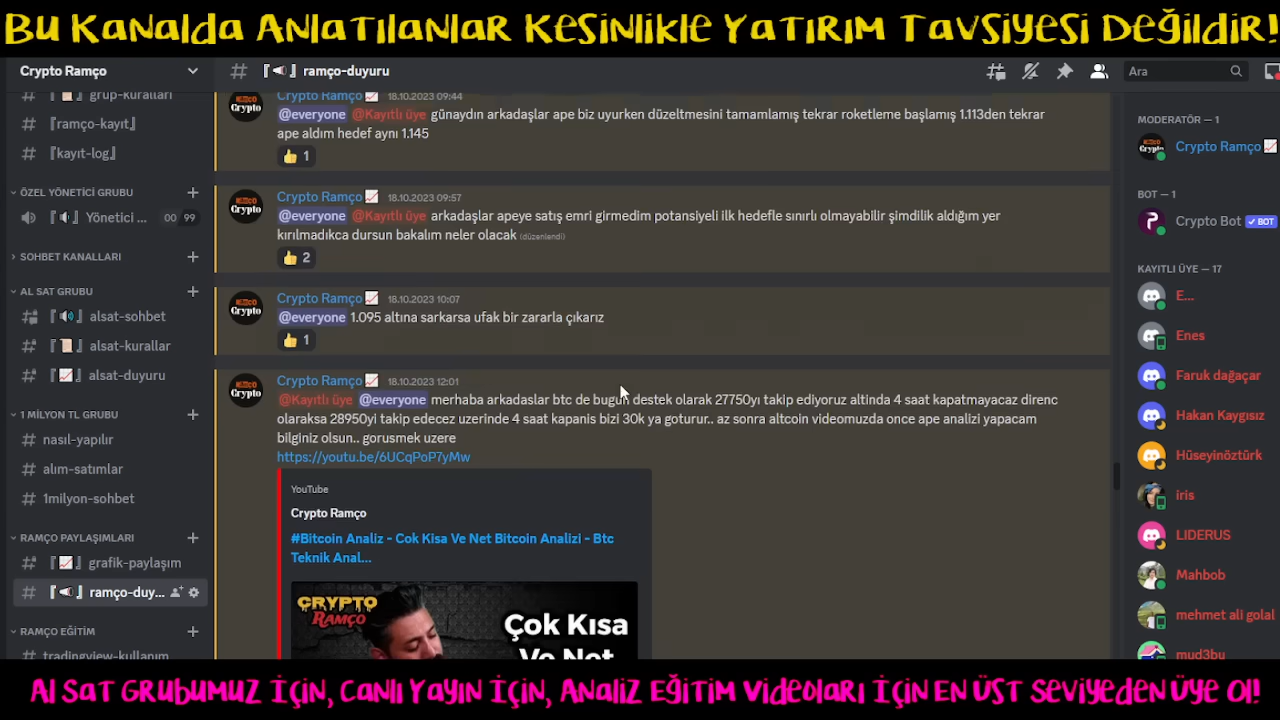 Bu Kanalda Anlatılanlar Kesinlikle Yatırım Tavsiyesi Değildir!
Crypto Ramço
# grup-kuralları
# 『ramço-kayıt』
# 『kayıt-log』
ÖZEL YÖNETİCİ GRUBU
Yönetici ... 00 99
SOHBET KANALLARI
AL SAT GRUBU
alsat-sohbet
# alsat-kurallar
# alsat-duyuru
1 MİLYON TL GRUBU
# nasıl-yapılır
# alım-satımlar
# 1milyon-sohbet
RAMÇO PAYLAŞIMLARI
# grafik-paylaşım
# ramço-duy...
RAMÇO EĞİTİM
# tradingview-kullanım
# 『📢』 ramço-duyuru
Ara
Crypto Ramço📈 18.10.2023 09:44
@everyone @Kayıtlı üye günaydın arkadaşlar ape biz uyurken düzeltmesini tamamlamış tekrar roketleme başlamış 1.113den tekrar
ape aldım hedef aynı 1.145
👍 1
Crypto Ramço📈 18.10.2023 09:57
@everyone @Kayıtlı üye arkadaşlar apeye satış emri girmedim potansiyeli ilk hedefle sınırlı olmayabilir şimdilik aldığım yer
kırılmadıkca dursun bakalım neler olacak (düzenlendi)
👍 2
Crypto Ramço📈 18.10.2023 10:07
@everyone 1.095 altına sarkarsa ufak bir zararla çıkarız
👍 1
Crypto Ramço📈 18.10.2023 12:01
@Kayıtlı üye @everyone merhaba arkadaslar btc de bugün destek olarak 27750yı takip ediyoruz altında 4 saat kapatmayacaz direnc
olaraksa 28950yi takip edecez uzerinde 4 saat kapanis bizi 30k ya goturur.. az sonra altcoin videomuzda once ape analizi yapacam
bilginiz olsun.. gorusmek uzere
https://youtu.be/6UCqPoP7yMw
YouTube
Crypto Ramço
#Bitcoin Analiz - Cok Kisa Ve Net Bitcoin Analizi - Btc
Teknik Anal...
CRYPTO
RAMÇO
Çok Kısa
Ve Net
MODERATÖR — 1
Crypto Ramço📈
BOT — 1
Crypto Bot ✓ BOT
KAYITLI ÜYE — 17
E...
Enes
Faruk dağaçar
Hakan Kaygısız
Hüseyinöztürk
iris
LIDERUS
Mahbob
mehmet ali golal
mud3bu
Al Sat Grubumuz İçin, Canlı Yayın İçin, Analiz Eğitim Videoları İçin En Üst Seviyeden Üye Ol!